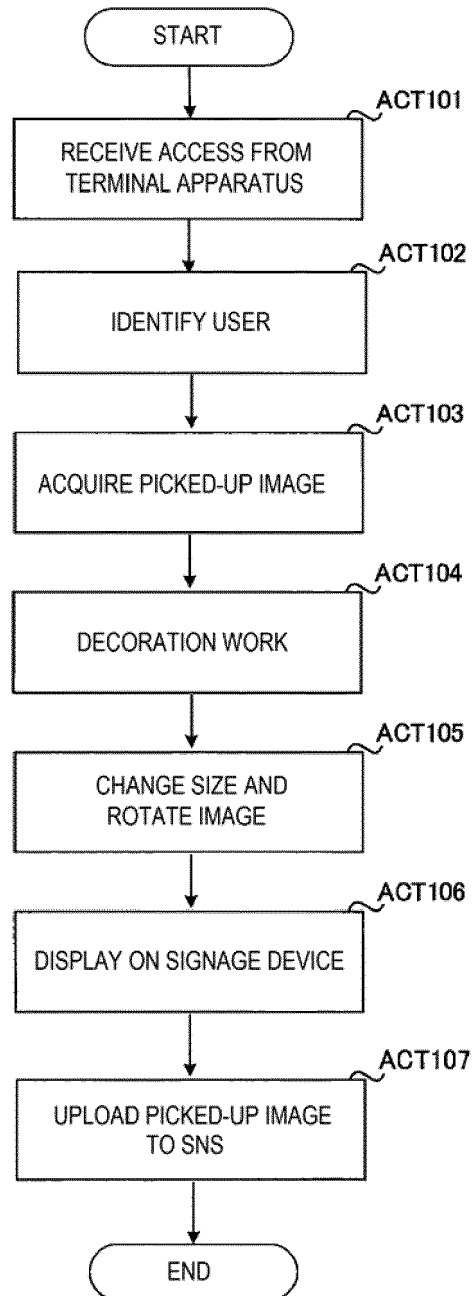 START
ACT101
RECEIVE ACCESS FROM
TERMINAL APPARATUS
ACT102
IDENTIFY USER
ACT103
ACQUIRE PICKED-UP IMAGE
ACT104
DECORATION WORK
ACT105
CHANGE SIZE AND
ROTATE IMAGE
ACT106
DISPLAY ON SIGNAGE DEVICE
ACT107
UPLOAD PICKED-UP IMAGE
TO SNS
END